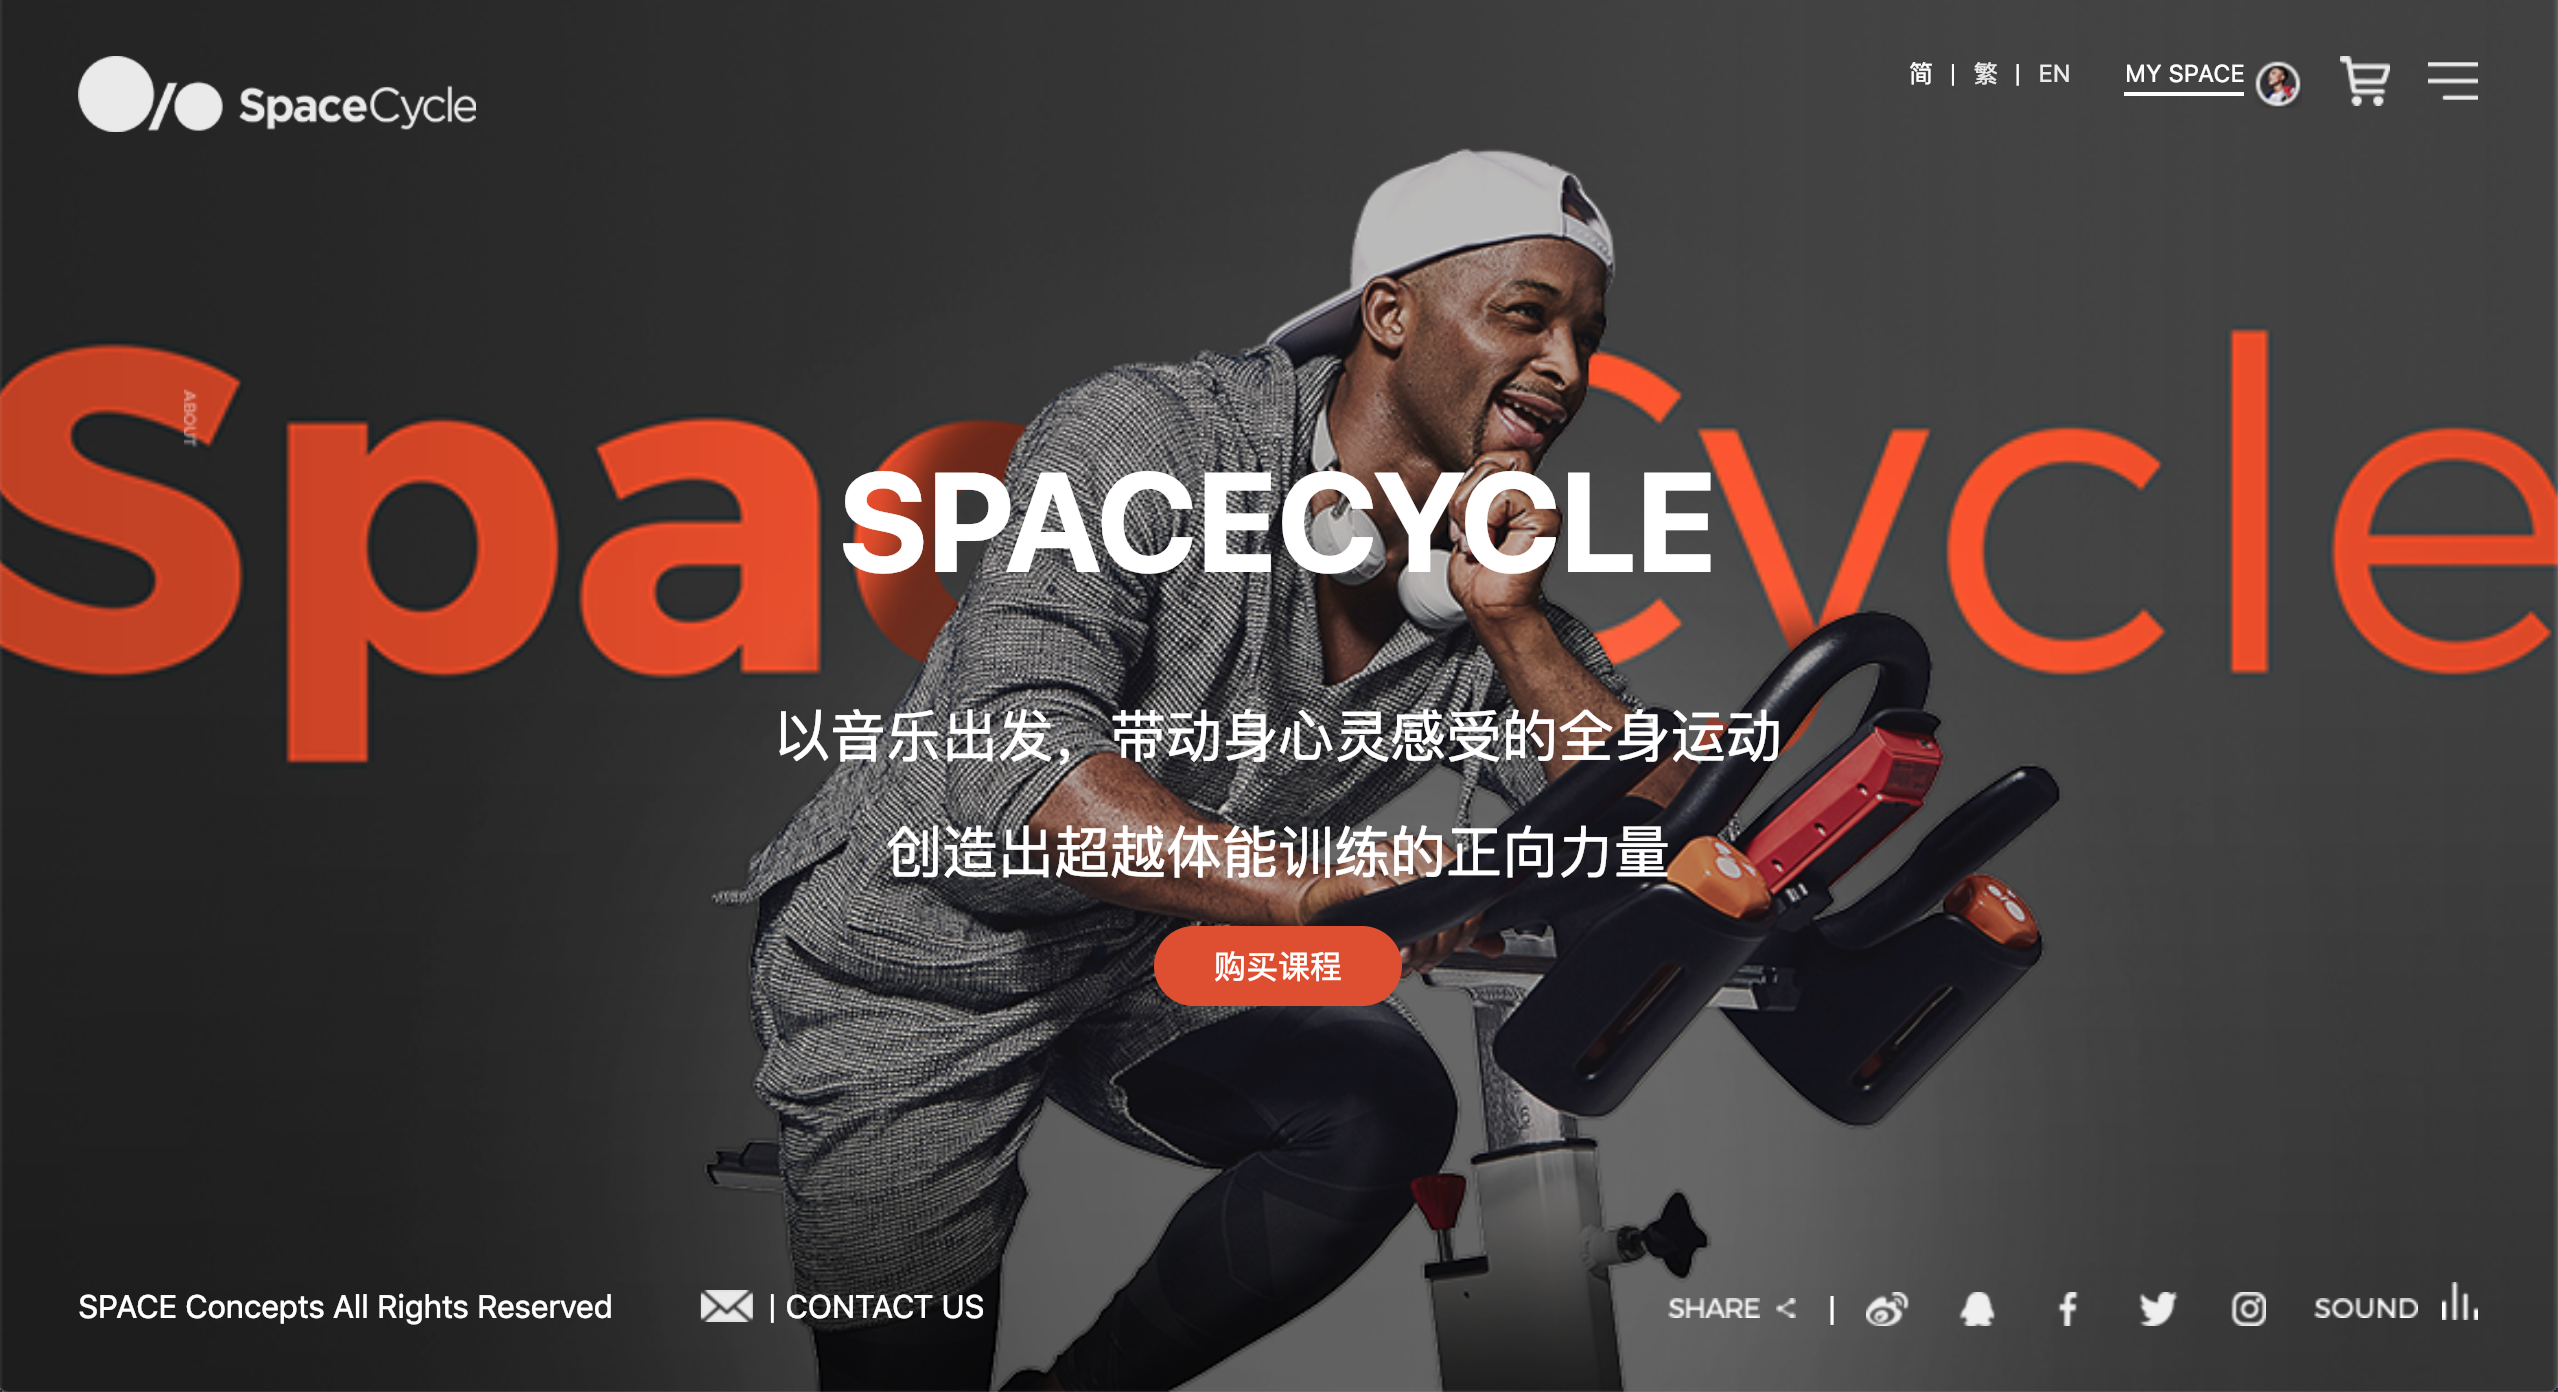 SpaceCycle
简 | 繁 | EN
MY SPACE
SpaceCycle
ABOUT
SPACECYCLE
以音乐出发，带动身心灵感受的全身运动
创造出超越体能训练的正向力量
购买课程
6
SPACE Concepts All Rights Reserved
| CONTACT US
SHARE |
SOUND